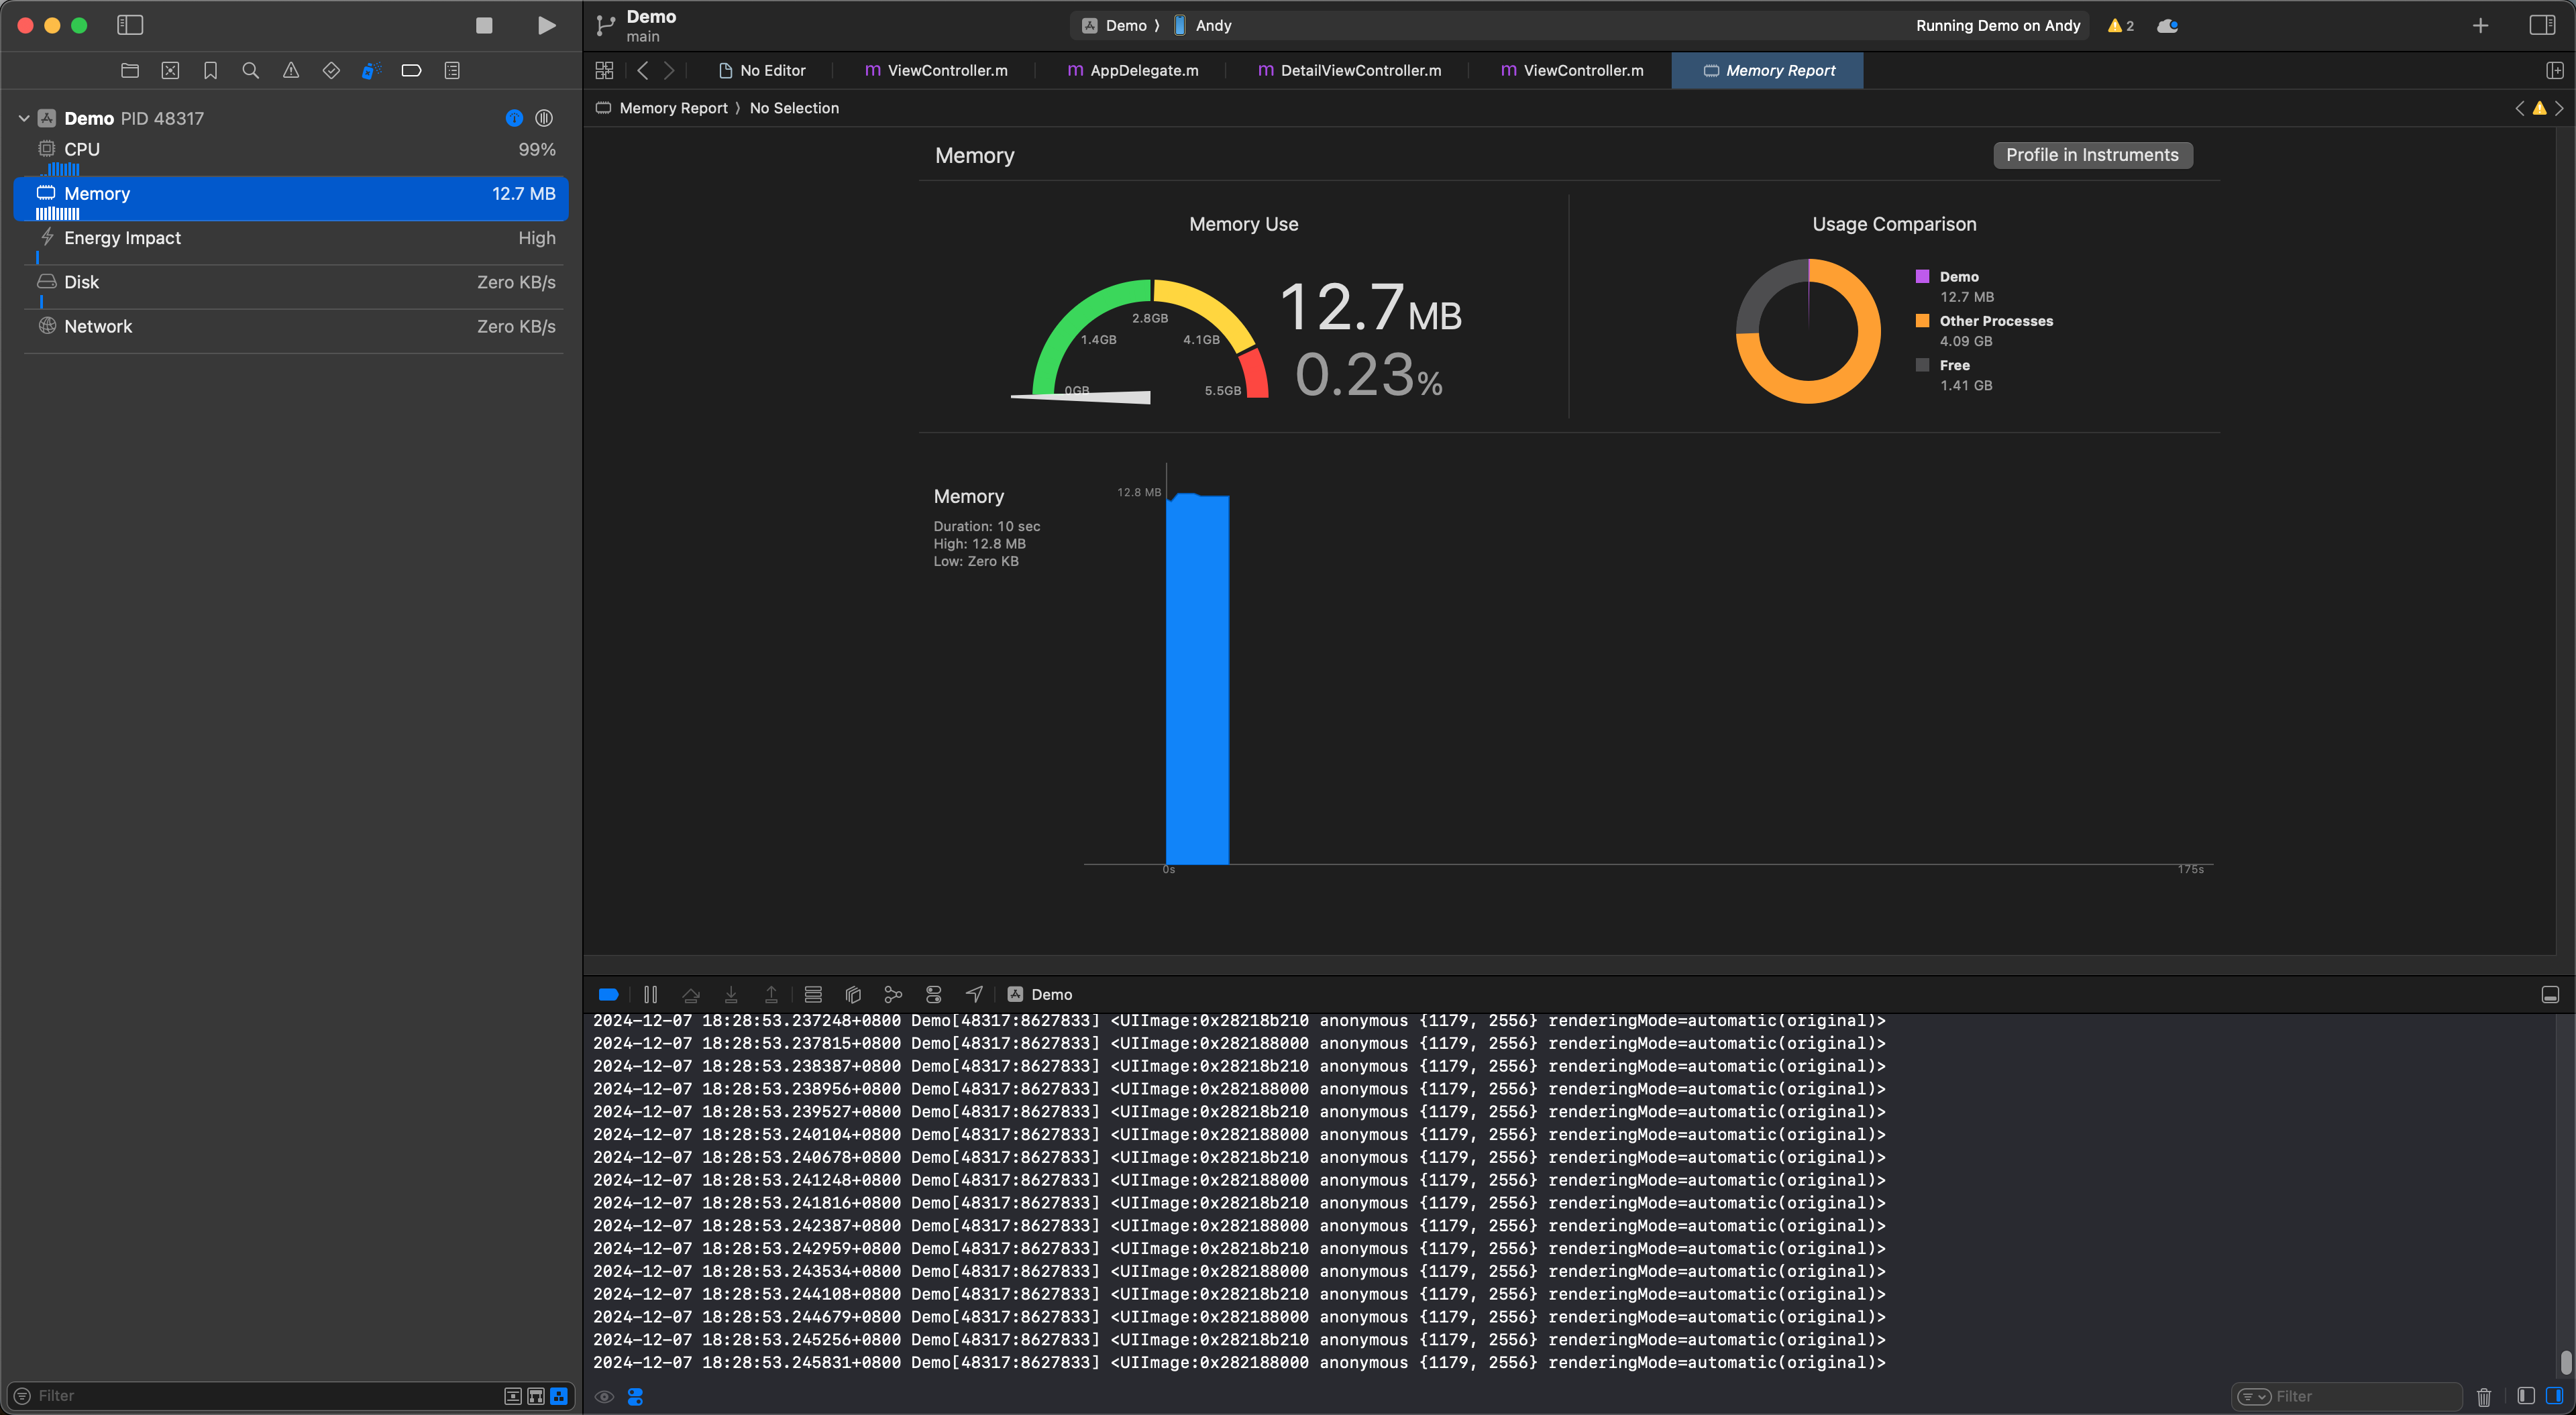 Demo
main
Demo 〉 Andy
Running Demo on Andy
2
No Editor
m ViewController.m
m AppDelegate.m
m DetailViewController.m
m ViewController.m
Memory Report
Memory Report 〉 No Selection
Demo PID 48317
CPU 99%
Memory 12.7 MB
Energy Impact High
Disk Zero KB/s
Network Zero KB/s
Filter
Memory
Profile in Instruments
Memory Use
0GB
1.4GB
2.8GB
4.1GB
5.5GB
12.7MB
0.23%
Usage Comparison
Demo
12.7 MB
Other Processes
4.09 GB
Free
1.41 GB
Memory
Duration: 10 sec
High: 12.8 MB
Low: Zero KB
12.8 MB
0s
175s
Demo
2024-12-07 18:28:53.237248+0800 Demo[48317:8627833] <UIImage:0x28218b210 anonymous {1179, 2556} renderingMode=automatic(original)>
2024-12-07 18:28:53.237815+0800 Demo[48317:8627833] <UIImage:0x282188000 anonymous {1179, 2556} renderingMode=automatic(original)>
2024-12-07 18:28:53.238387+0800 Demo[48317:8627833] <UIImage:0x28218b210 anonymous {1179, 2556} renderingMode=automatic(original)>
2024-12-07 18:28:53.238956+0800 Demo[48317:8627833] <UIImage:0x282188000 anonymous {1179, 2556} renderingMode=automatic(original)>
2024-12-07 18:28:53.239527+0800 Demo[48317:8627833] <UIImage:0x28218b210 anonymous {1179, 2556} renderingMode=automatic(original)>
2024-12-07 18:28:53.240104+0800 Demo[48317:8627833] <UIImage:0x282188000 anonymous {1179, 2556} renderingMode=automatic(original)>
2024-12-07 18:28:53.240678+0800 Demo[48317:8627833] <UIImage:0x28218b210 anonymous {1179, 2556} renderingMode=automatic(original)>
2024-12-07 18:28:53.241248+0800 Demo[48317:8627833] <UIImage:0x282188000 anonymous {1179, 2556} renderingMode=automatic(original)>
2024-12-07 18:28:53.241816+0800 Demo[48317:8627833] <UIImage:0x28218b210 anonymous {1179, 2556} renderingMode=automatic(original)>
2024-12-07 18:28:53.242387+0800 Demo[48317:8627833] <UIImage:0x282188000 anonymous {1179, 2556} renderingMode=automatic(original)>
2024-12-07 18:28:53.242959+0800 Demo[48317:8627833] <UIImage:0x28218b210 anonymous {1179, 2556} renderingMode=automatic(original)>
2024-12-07 18:28:53.243534+0800 Demo[48317:8627833] <UIImage:0x282188000 anonymous {1179, 2556} renderingMode=automatic(original)>
2024-12-07 18:28:53.244108+0800 Demo[48317:8627833] <UIImage:0x28218b210 anonymous {1179, 2556} renderingMode=automatic(original)>
2024-12-07 18:28:53.244679+0800 Demo[48317:8627833] <UIImage:0x282188000 anonymous {1179, 2556} renderingMode=automatic(original)>
2024-12-07 18:28:53.245256+0800 Demo[48317:8627833] <UIImage:0x28218b210 anonymous {1179, 2556} renderingMode=automatic(original)>
2024-12-07 18:28:53.245831+0800 Demo[48317:8627833] <UIImage:0x282188000 anonymous {1179, 2556} renderingMode=automatic(original)>
Filter